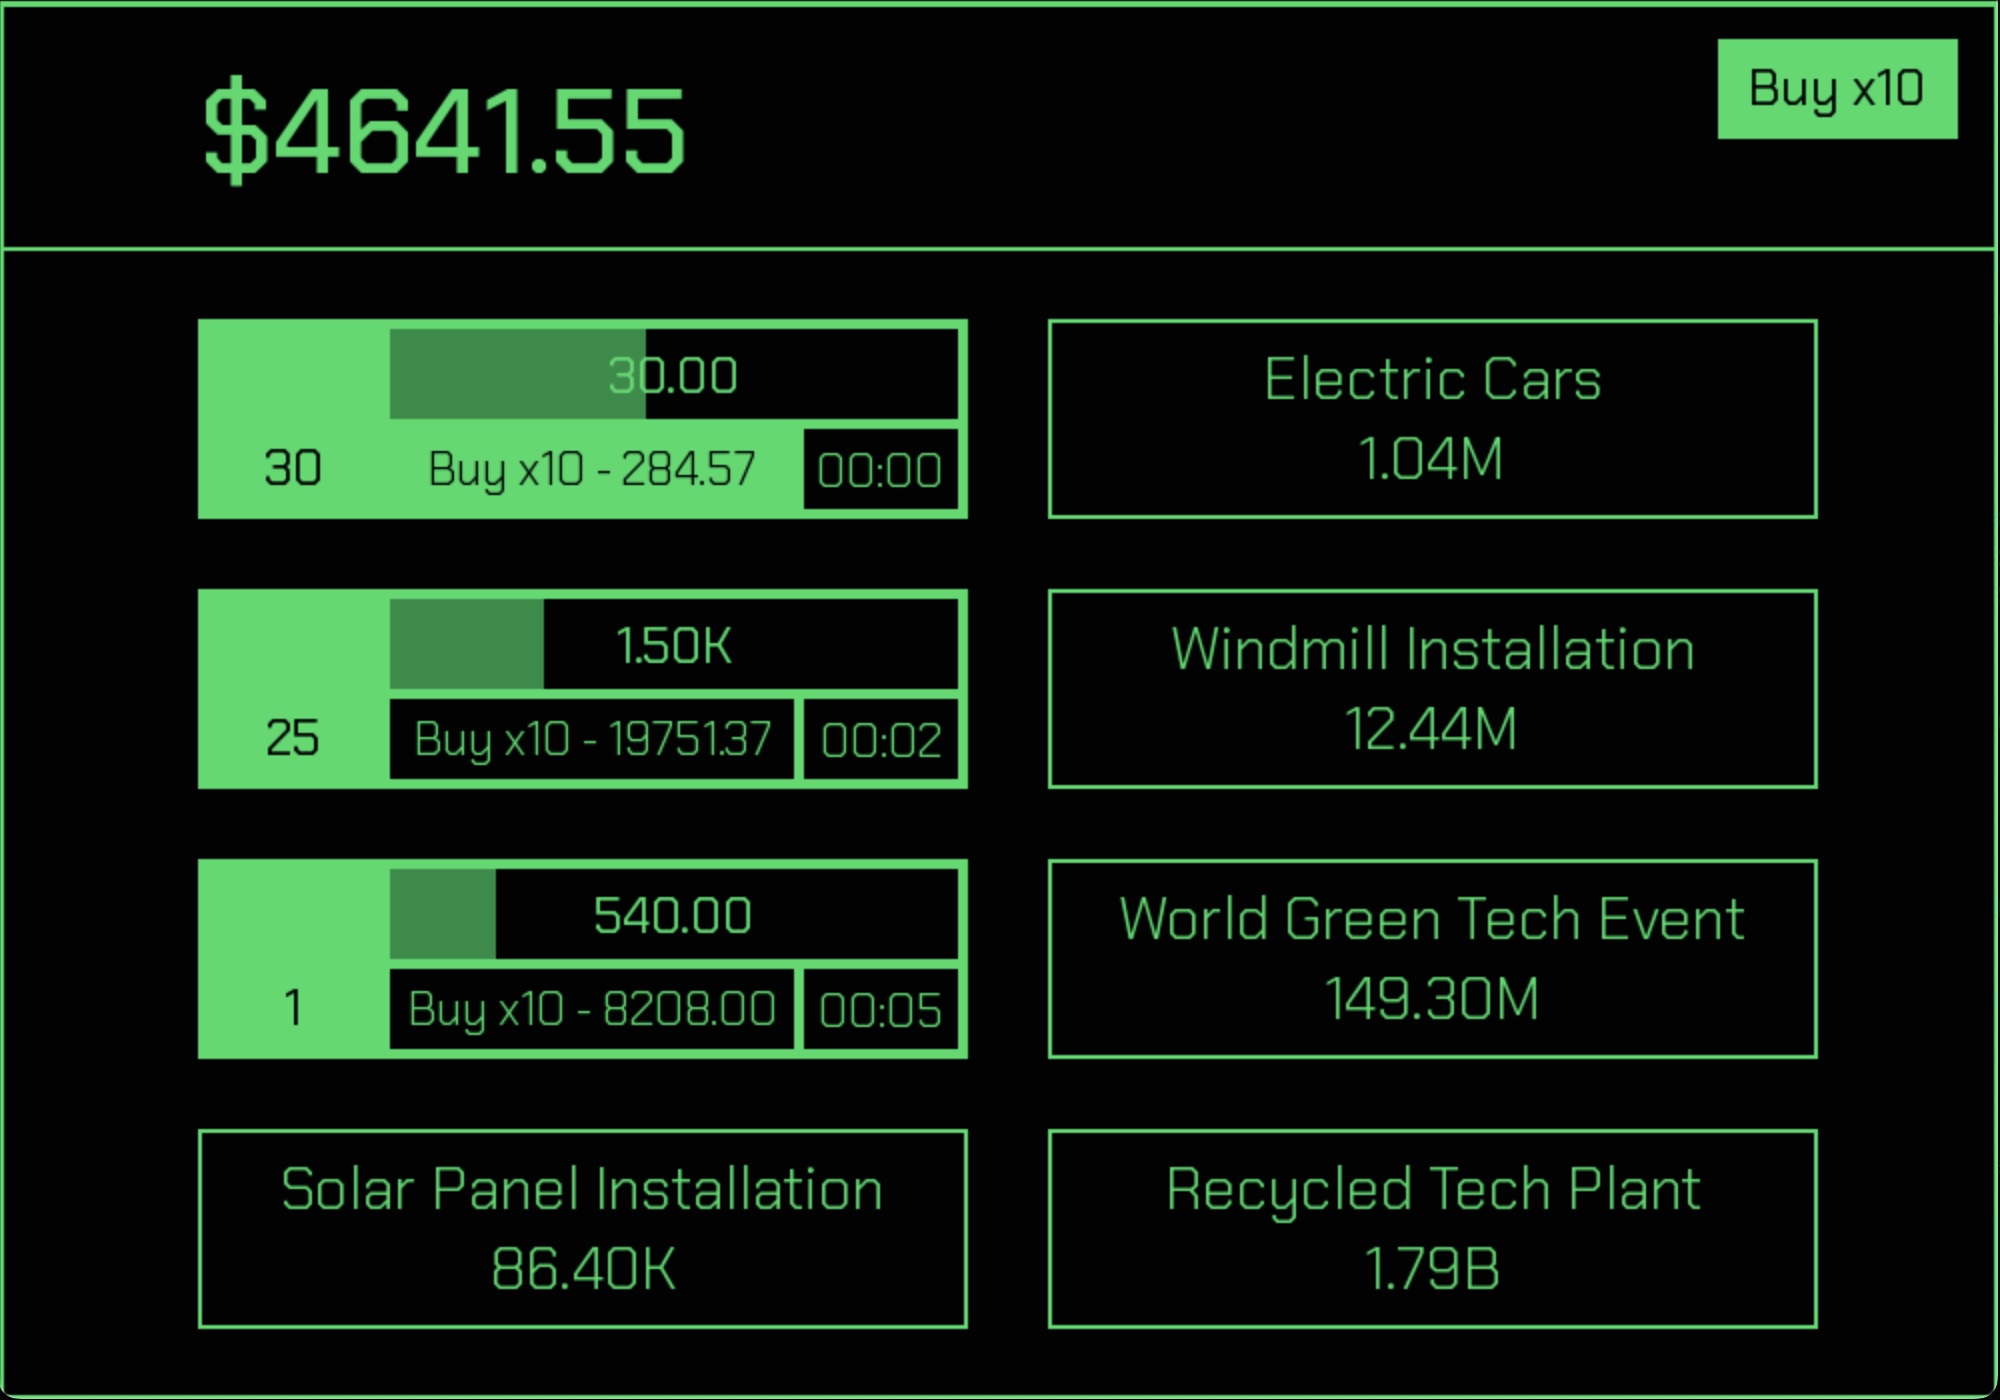 $4641.55
Buy x10
30.00
30
Buy x10 - 284.57
00:00
Electric Cars
1.04M
1.50K
25
Buy x10 - 19751.37
00:02
Windmill Installation
12.44M
540.00
1
Buy x10 - 8208.00
00:05
World Green Tech Event
149.30M
Solar Panel Installation
86.40K
Recycled Tech Plant
1.79B